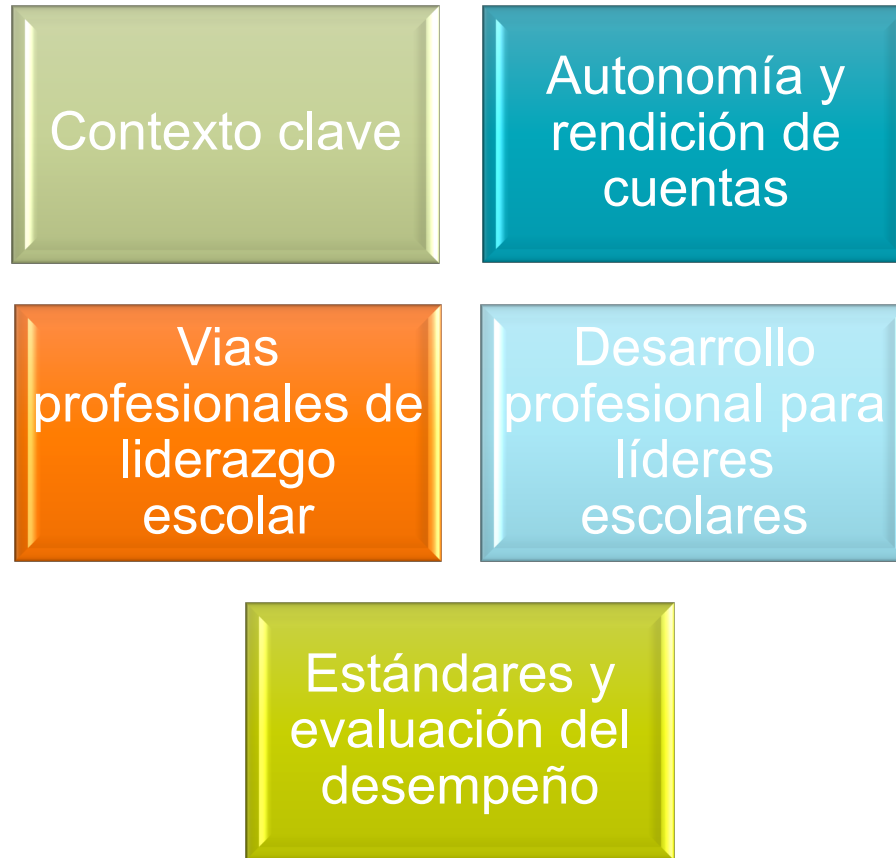 Contexto clave
Autonomía y
rendición de
cuentas
Vias
profesionales de
liderazgo
escolar
Desarrollo
profesional para
líderes
escolares
Estándares y
evaluación del
desempeño